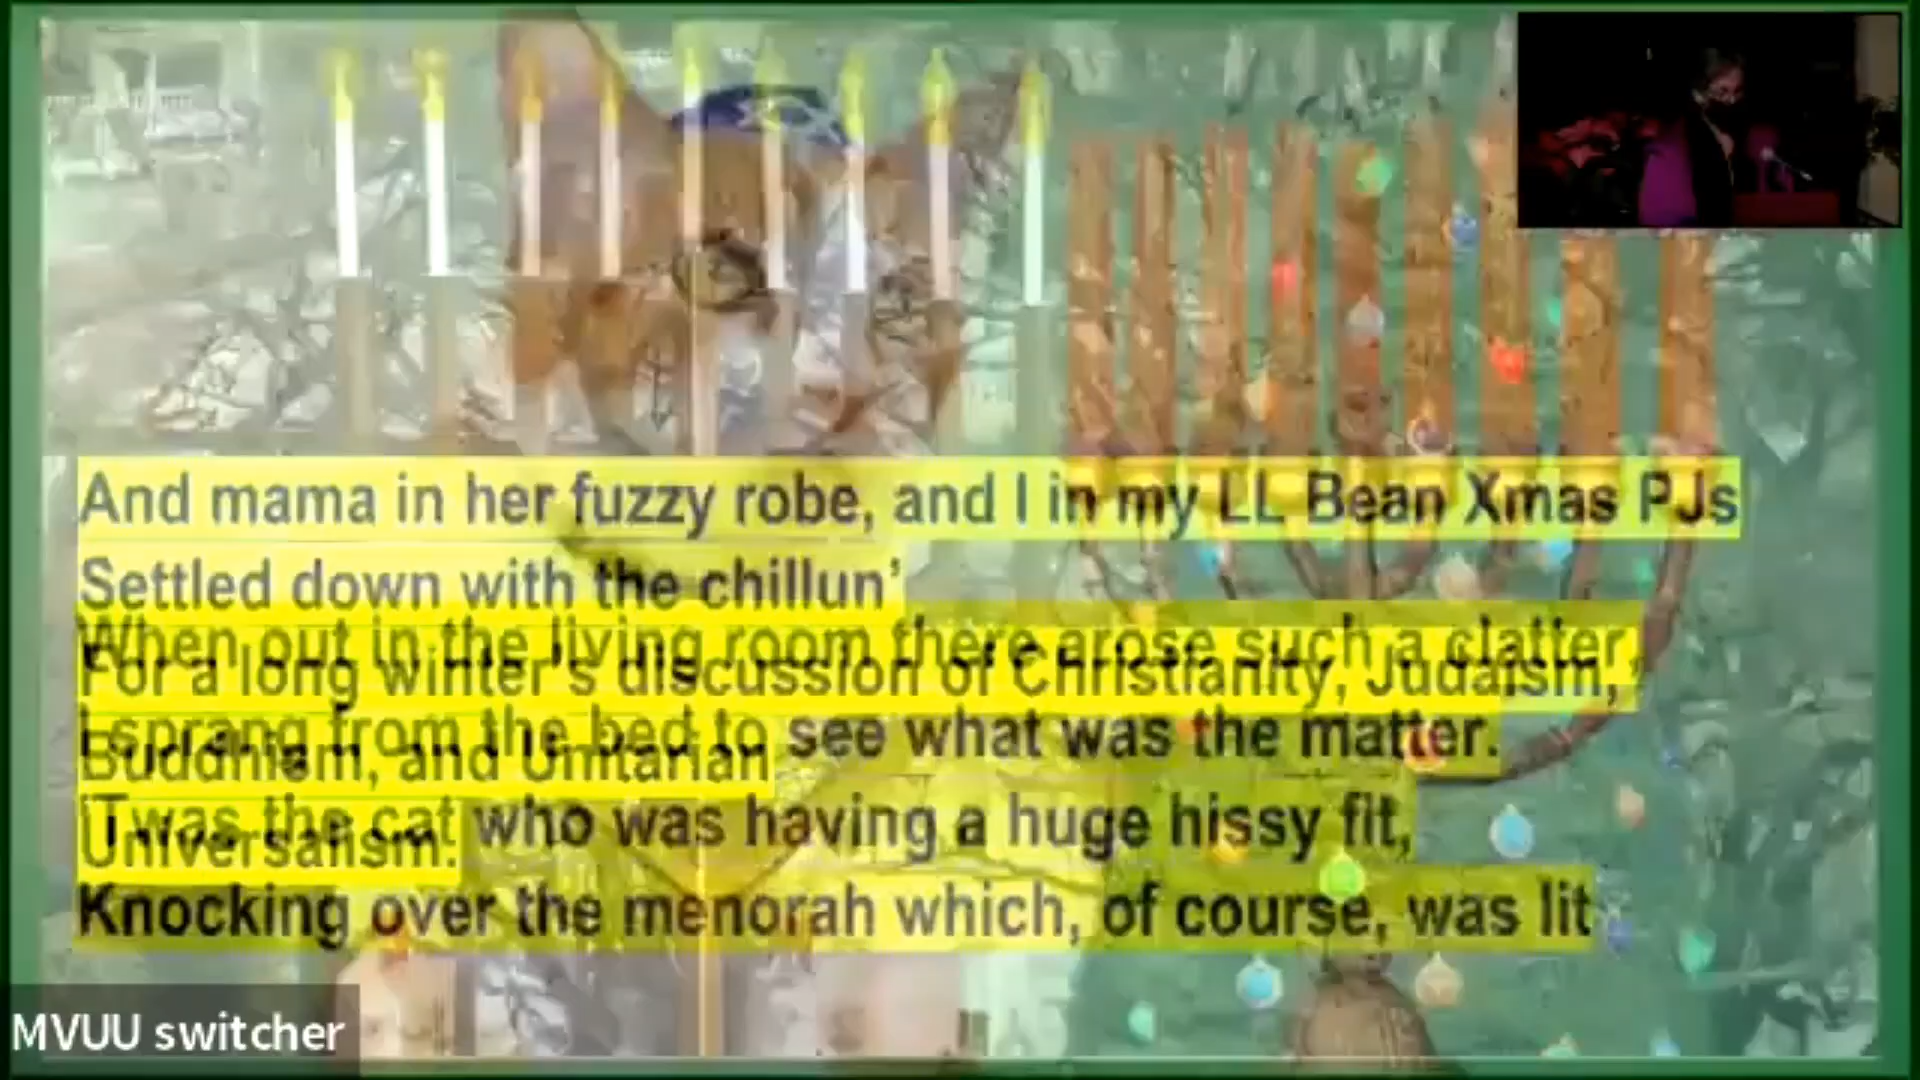 And mama in her fuzzy robe, and I in my LL Bean Xmas PJs
Settled down with the chillun’
When out in the living room there arose such a clatter,
For a long winter’s discussion of Christianity, Judaism,
I sprang from the bed to see what was the matter.
Buddhism, and Unitarian
'Twas the cat who was having a huge hissy fit,
Universalism.
Knocking over the menorah which, of course, was lit
MVUU switcher